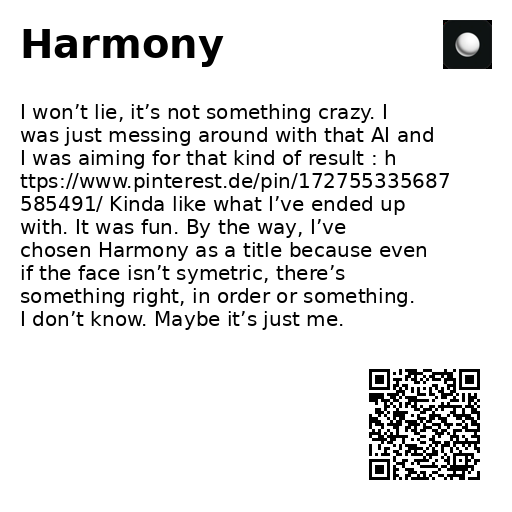 Harmony
I won’t lie, it’s not something crazy. I
was just messing around with that AI and
I was aiming for that kind of result : h
ttps://www.pinterest.de/pin/172755335687
585491/ Kinda like what I’ve ended up
with. It was fun. By the way, I’ve
chosen Harmony as a title because even
if the face isn’t symetric, there’s
something right, in order or something.
I don’t know. Maybe it’s just me.